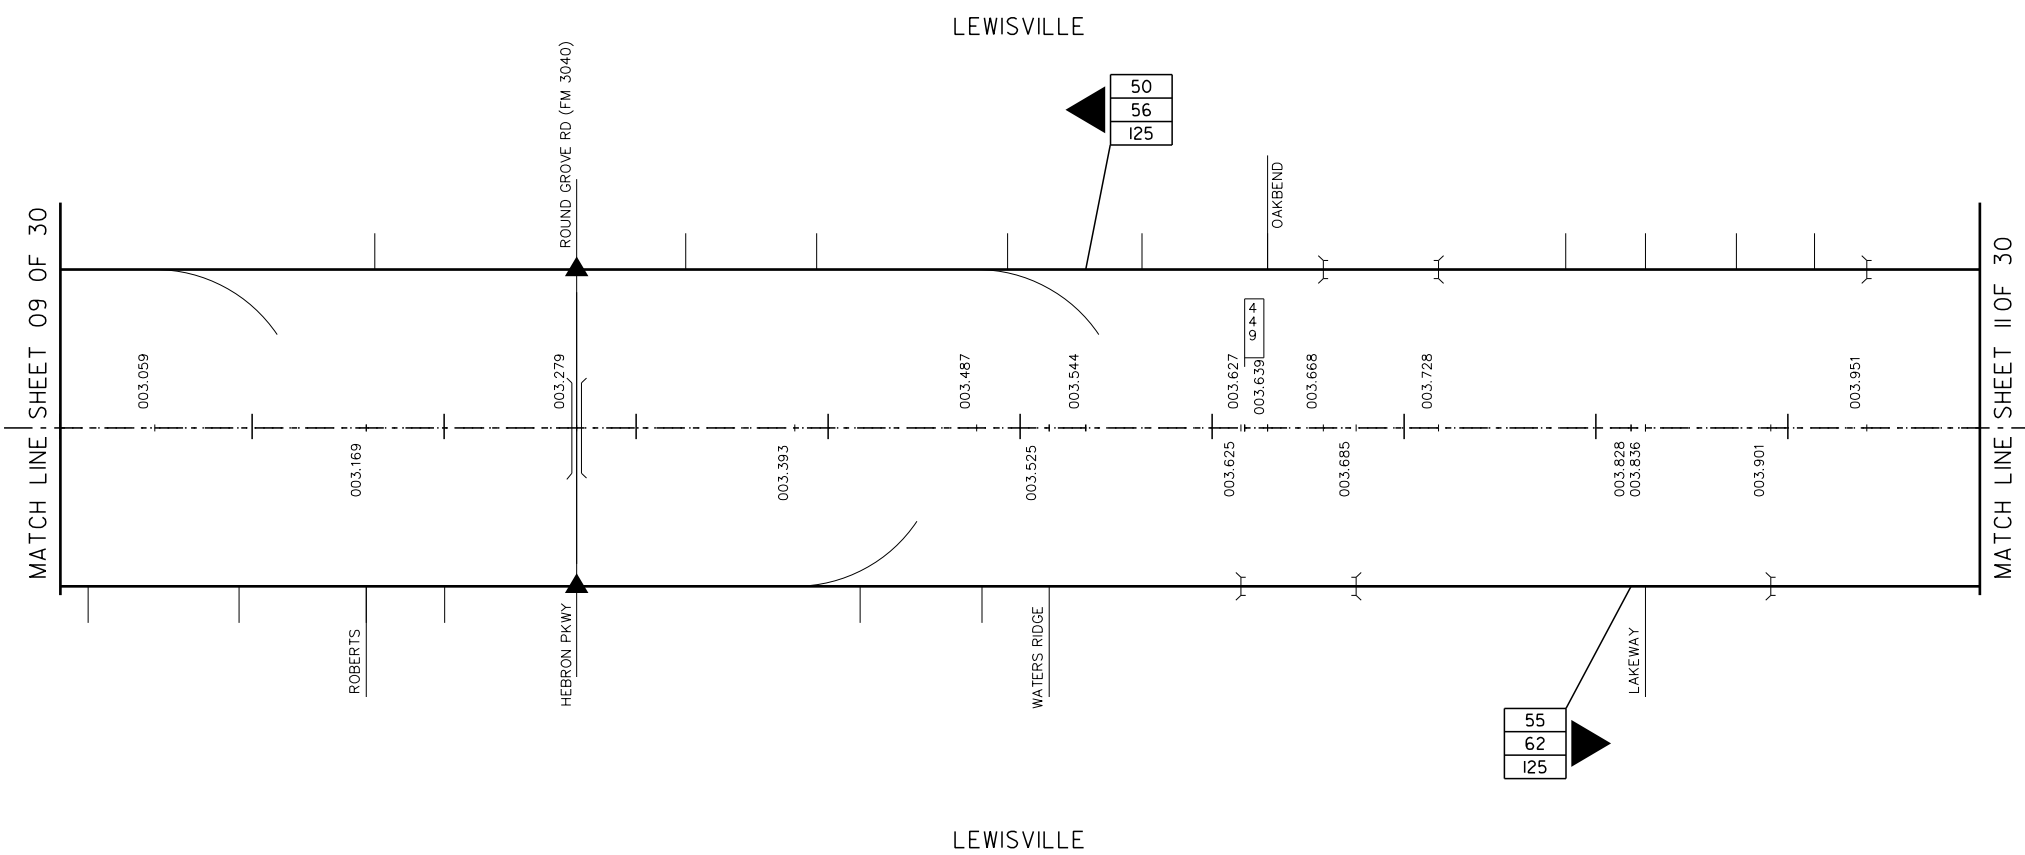 LEWISVILLE
50
56
125
ROUND GROVE RD (FM 3040)
OAKBEND
MATCH LINE SHEET 09 OF 30
MATCH LINE SHEET 11 OF 30
449
003.059
003.279
003.487
003.544
003.627
003.639
003.668
003.728
003.951
003.169
003.393
003.525
003.625
003.685
003.828
003.836
003.901
ROBERTS
HEBRON PKWY
WATERS RIDGE
LAKEWAY
55
62
125
LEWISVILLE